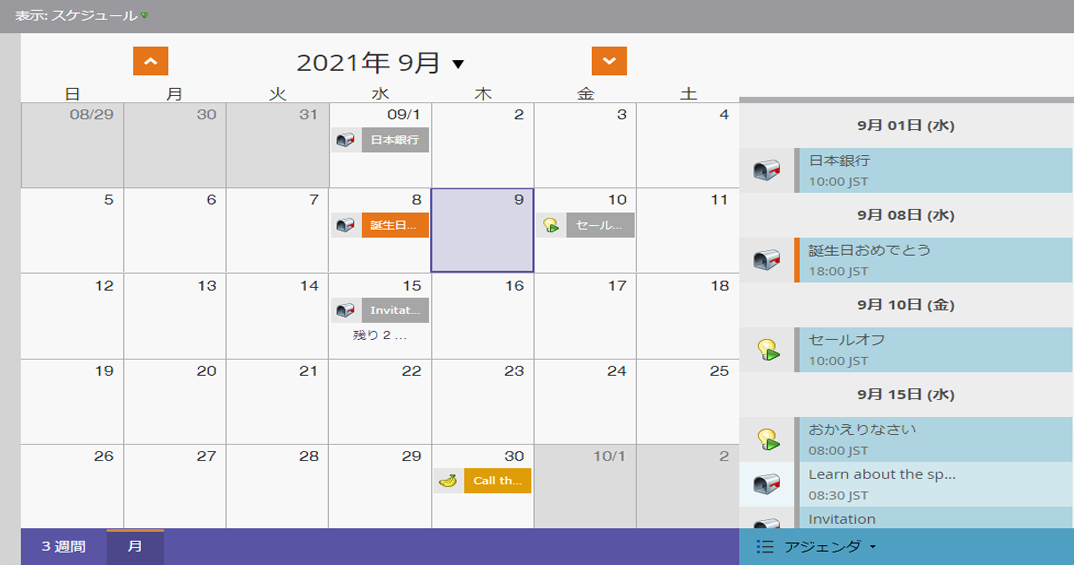 表示: スケジュール
2021年 9月
日 月 火 水 木 金 土
08/29 30 31 09/1 2 3 4
日本銀行
5 6 7 8 9 10 11
誕生日... セール...
12 13 14 15 16 17 18
Invitat...
残り 2 ...
19 20 21 22 23 24 25
26 27 28 29 30 10/1 2
Call th...
3 週間 月
9月 01日 (水)
日本銀行
10:00 JST
9月 08日 (水)
誕生日おめでとう
18:00 JST
9月 10日 (金)
セールオフ
10:00 JST
9月 15日 (水)
おかえりなさい
08:00 JST
Learn about the sp...
08:30 JST
Invitation
アジェンダ